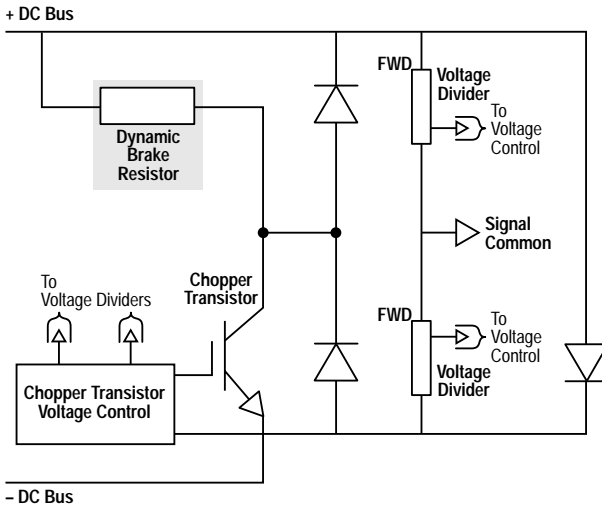 + DC Bus
FWD
Voltage
Divider
To
Voltage
Control
Dynamic
Brake
Resistor
Signal
Common
To
Voltage Dividers
Chopper
Transistor
FWD
To
Voltage
Control
Voltage
Divider
Chopper Transistor
Voltage Control
– DC Bus